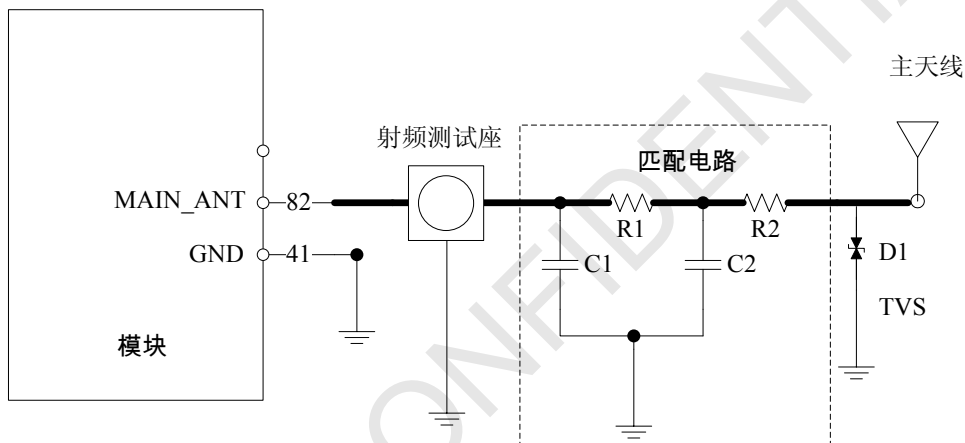 主天线
射频测试座
匹配电路
MAIN_ANT 82
R1 R2
GND 41
C1 C2 D1
TVS
模块
CONFIDENTI